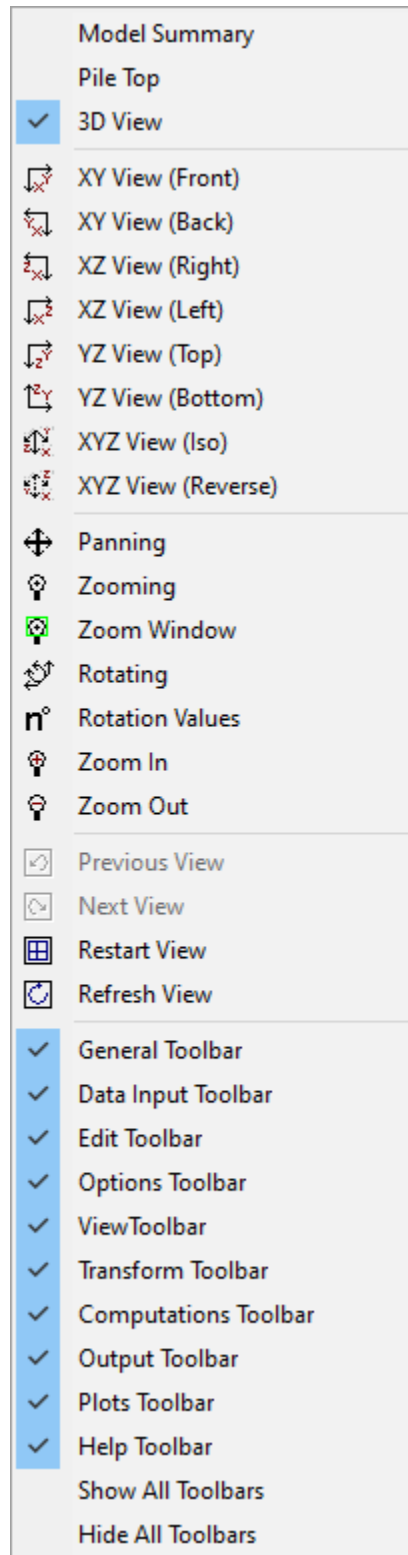 Model Summary
Pile Top
3D View
XY View (Front)
XY View (Back)
XZ View (Right)
XZ View (Left)
YZ View (Top)
YZ View (Bottom)
XYZ View (Iso)
XYZ View (Reverse)
Panning
Zooming
Zoom Window
Rotating
n° Rotation Values
Zoom In
Zoom Out
Previous View
Next View
Restart View
Refresh View
General Toolbar
Data Input Toolbar
Edit Toolbar
Options Toolbar
ViewToolbar
Transform Toolbar
Computations Toolbar
Output Toolbar
Plots Toolbar
Help Toolbar
Show All Toolbars
Hide All Toolbars